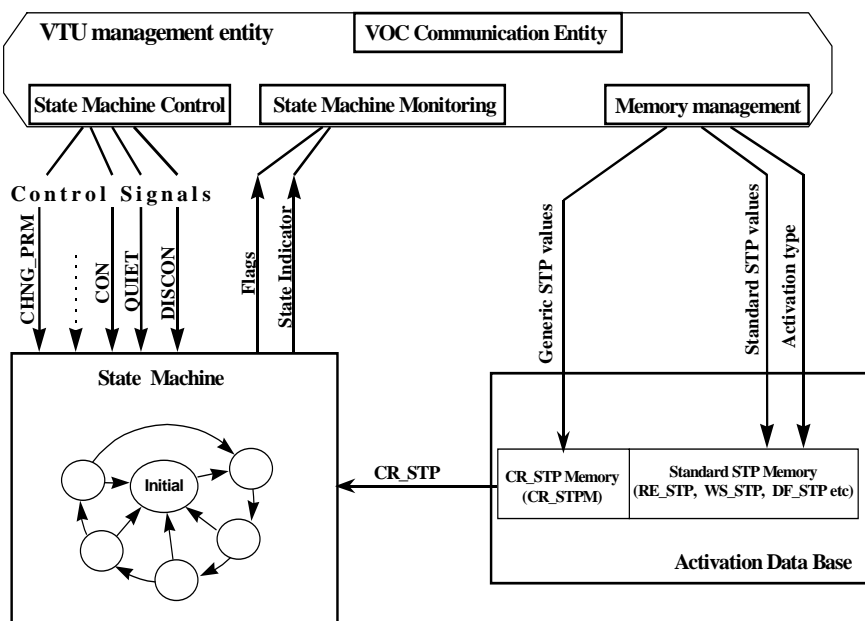 VTU management entity
VOC Communication Entity
State Machine Control
State Machine Monitoring
Memory management
Control Signals
CHNG_PRM
CON
QUIET
DISCON
Flags
State Indicator
Generic STP values
Standard STP values
Activation type
State Machine
Initial
CR_STP
CR_STP Memory
(CR_STPM)
Standard STP Memory
(RE_STP, WS_STP, DF_STP etc)
Activation Data Base